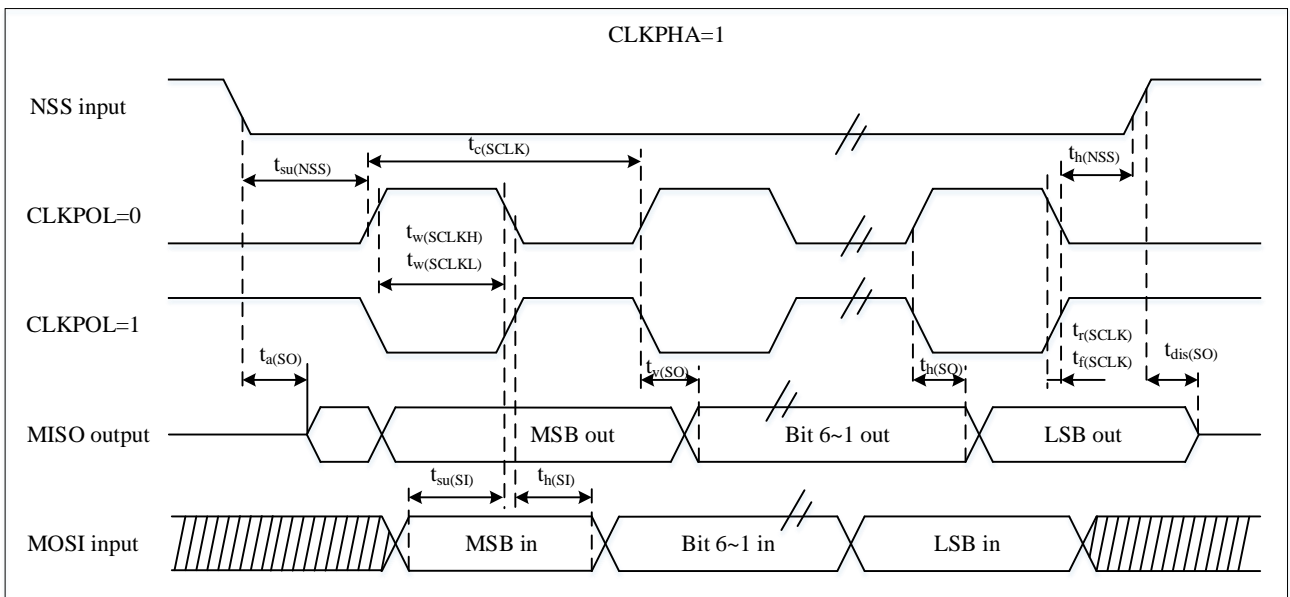 CLKPHA=1
NSS input
tc(SCLK)
tsu(NSS)
th(NSS)
CLKPOL=0
tw(SCLKH)
tw(SCLKL)
CLKPOL=1
tr(SCLK)
tf(SCLK)
ta(SO)
tv(SO)
th(SO)
tdis(SO)
MISO output
MSB out
Bit 6~1 out
LSB out
tsu(SI)
th(SI)
MOSI input
MSB in
Bit 6~1 in
LSB in